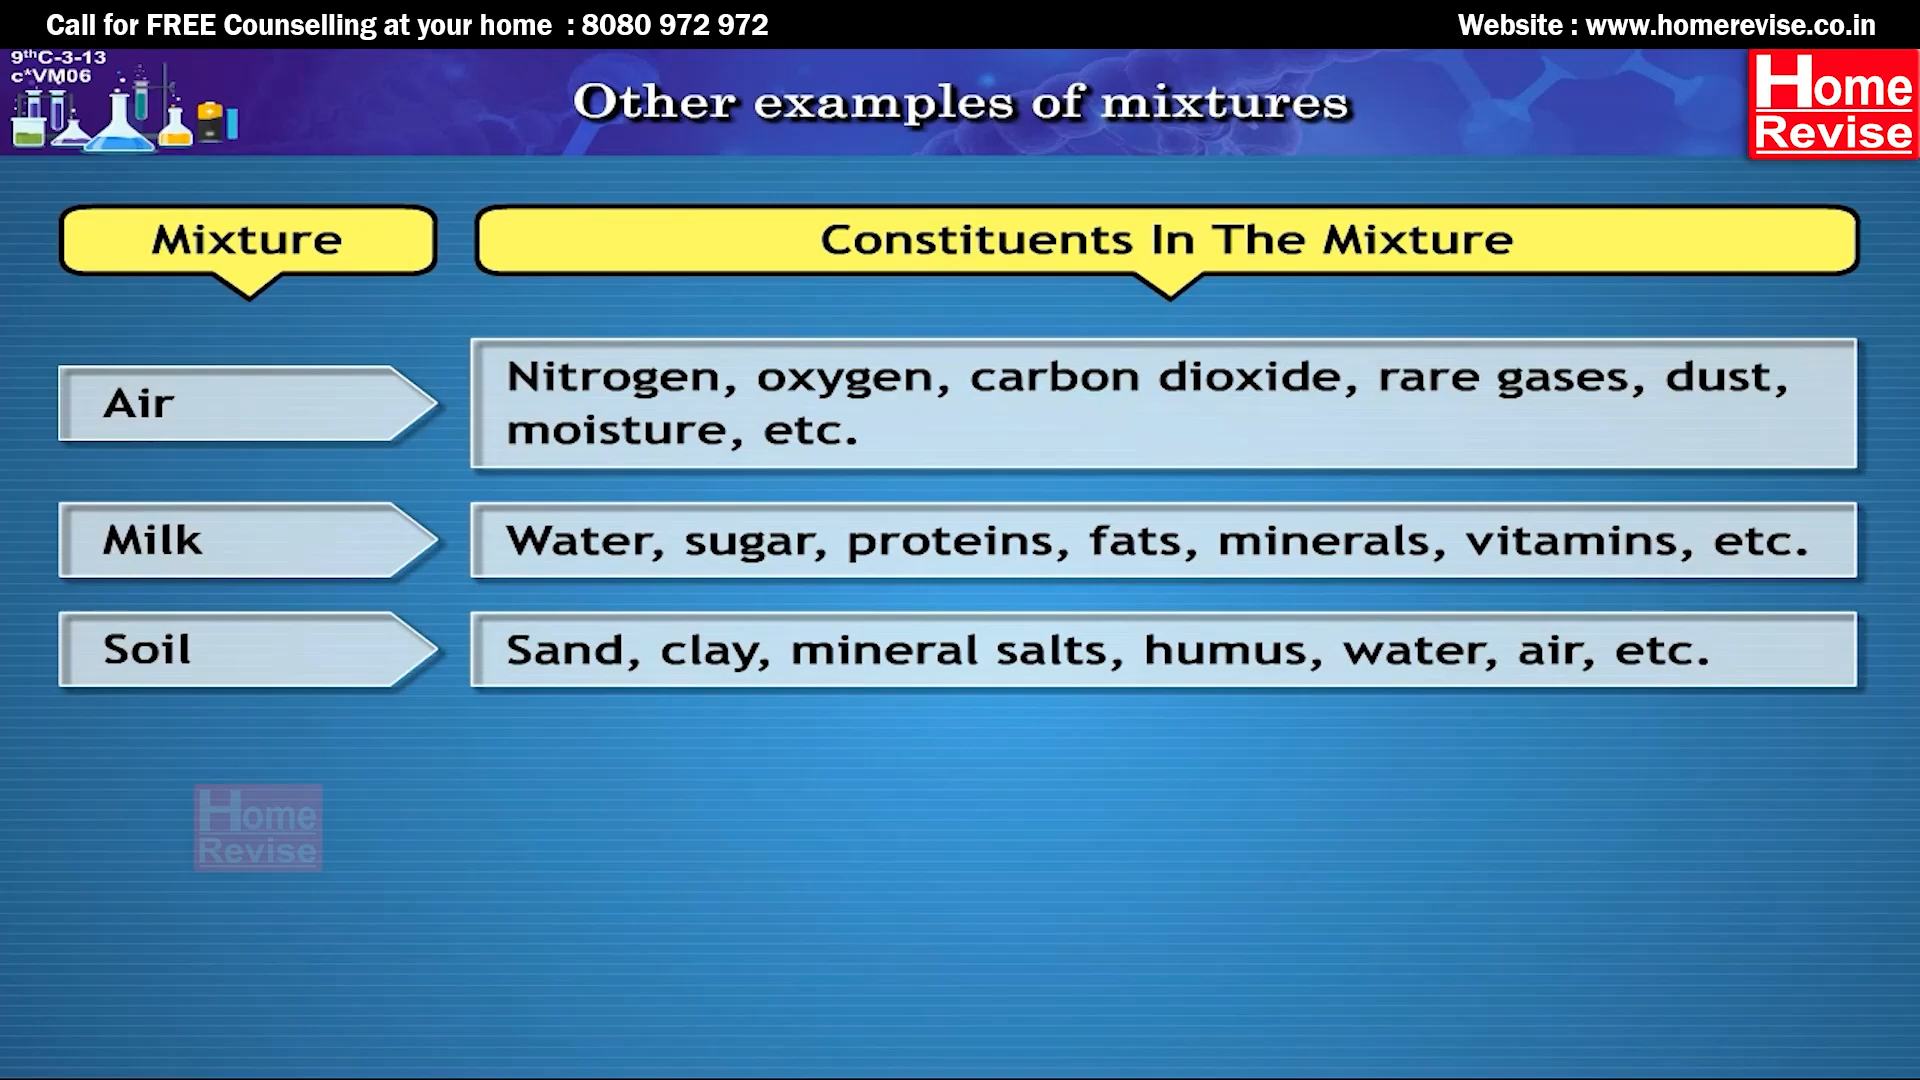 Call for FREE Counselling at your home : 8080 972 972
Website : www.homerevise.co.in
9thC-3-13
c*VM06
Other examples of mixtures
Home
Revise
Mixture
Constituents In The Mixture
Air
Nitrogen, oxygen, carbon dioxide, rare gases, dust,
moisture, etc.
Milk
Water, sugar, proteins, fats, minerals, vitamins, etc.
Soil
Sand, clay, mineral salts, humus, water, air, etc.
Home
Revise